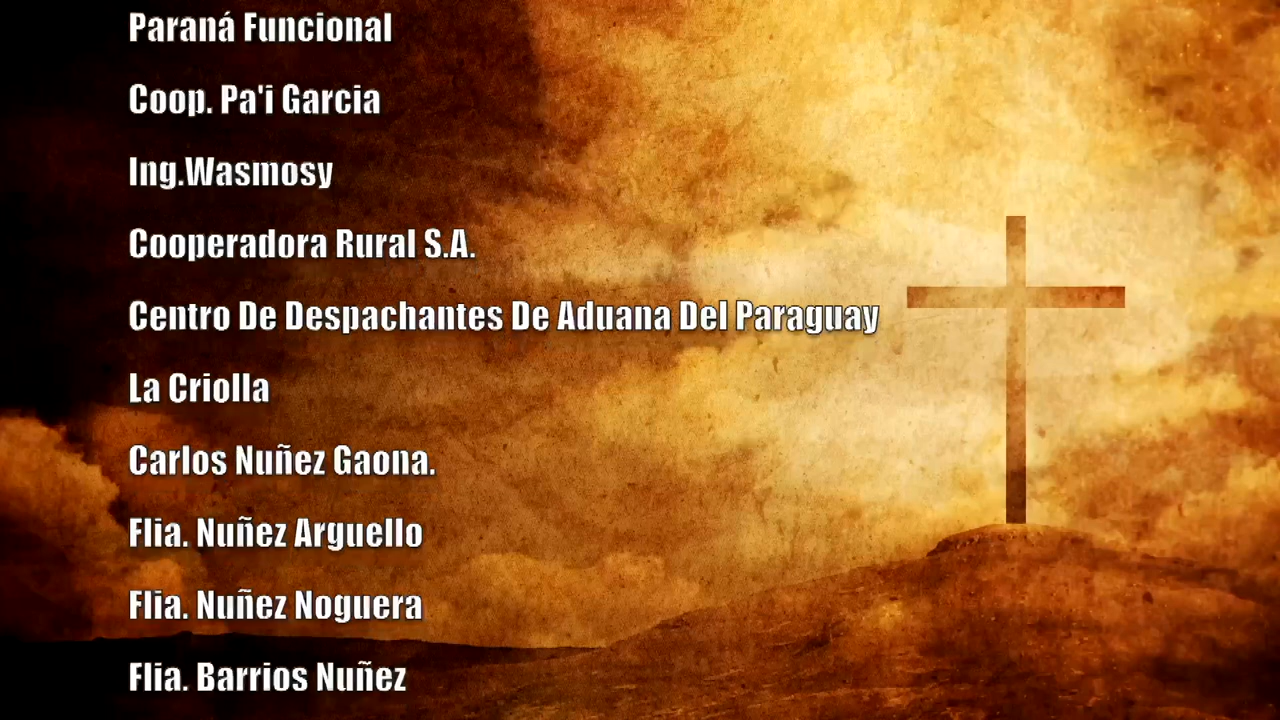 Paraná Funcional
Coop. Pa'i Garcia
Ing.Wasmosy
Cooperadora Rural S.A.
Centro De Despachantes De Aduana Del Paraguay
La Criolla
Carlos Nuñez Gaona.
Flia. Nuñez Arguello
Flia. Nuñez Noguera
Flia. Barrios Nuñez